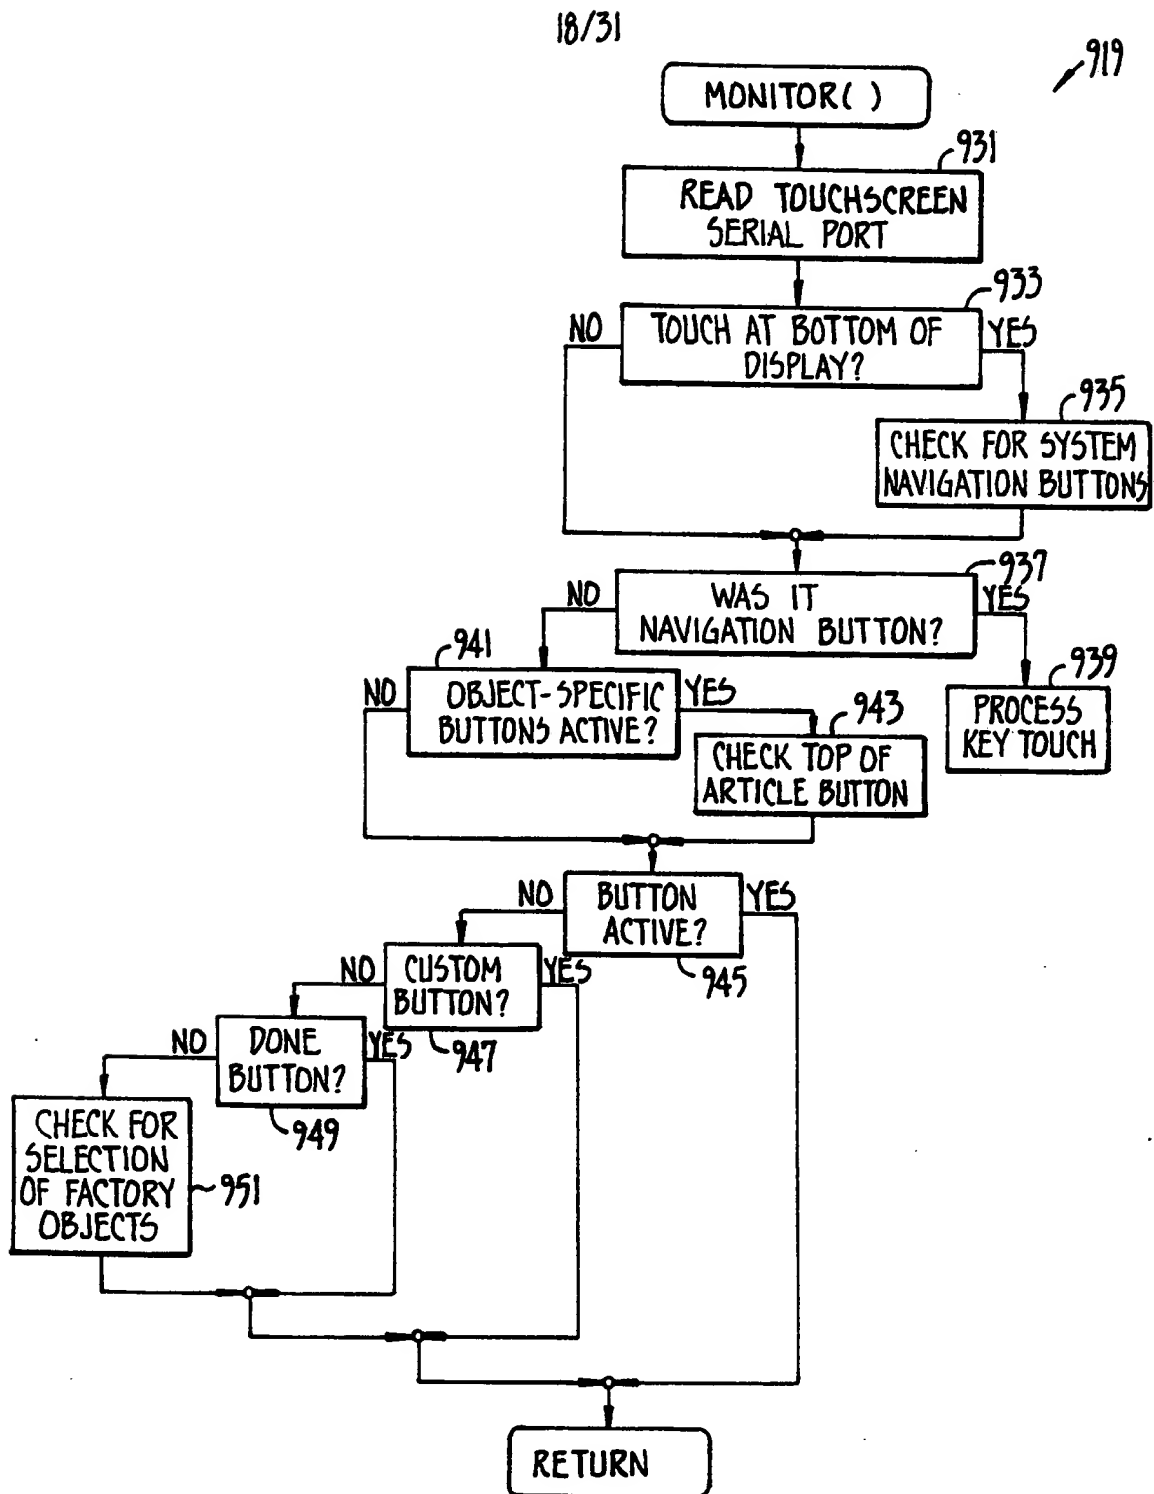 18/31
919
MONITOR( )
931
READ TOUCHSCREEN
SERIAL PORT
933
NO
TOUCH AT BOTTOM OF
DISPLAY?
YES
935
CHECK FOR SYSTEM
NAVIGATION BUTTONS
937
NO
WAS IT
NAVIGATION BUTTON?
YES
941
939
NO
OBJECT-SPECIFIC
BUTTONS ACTIVE?
YES
943
PROCESS
KEY TOUCH
CHECK TOP OF
ARTICLE BUTTON
NO
BUTTON
ACTIVE?
YES
945
NO
CUSTOM
BUTTON?
YES
947
NO
DONE
BUTTON?
YES
949
CHECK FOR
SELECTION
OF FACTORY
OBJECTS
951
RETURN